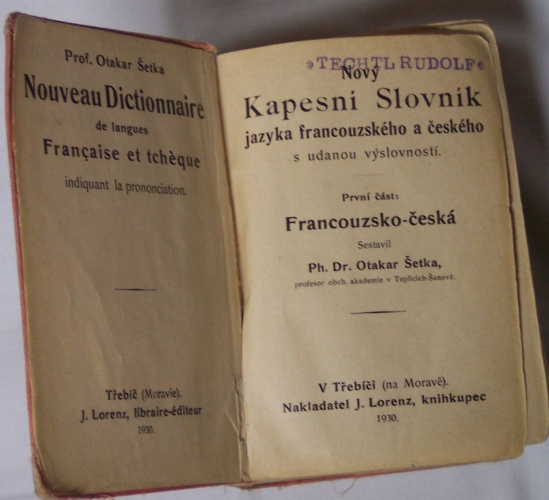 Prof. Otakar Šetka
Nouveau Dictionnaire
de langues
Française et tchèque
indiquant la prononciation.
Třebíč (Moravie).
J. Lorenz, libraire-éditeur
1930.
TECHTL RUDOLF
Nový
Kapesní Slovník
jazyka francouzského a českého
s udanou výslovností.
První část:
Francouzsko-česká
Sestavil
Ph. Dr. Otakar Šetka,
profesor obch. akademie v Teplicích-Šanově.
V Třebíči (na Moravě).
Nakladatel J. Lorenz, knihkupec
1930.